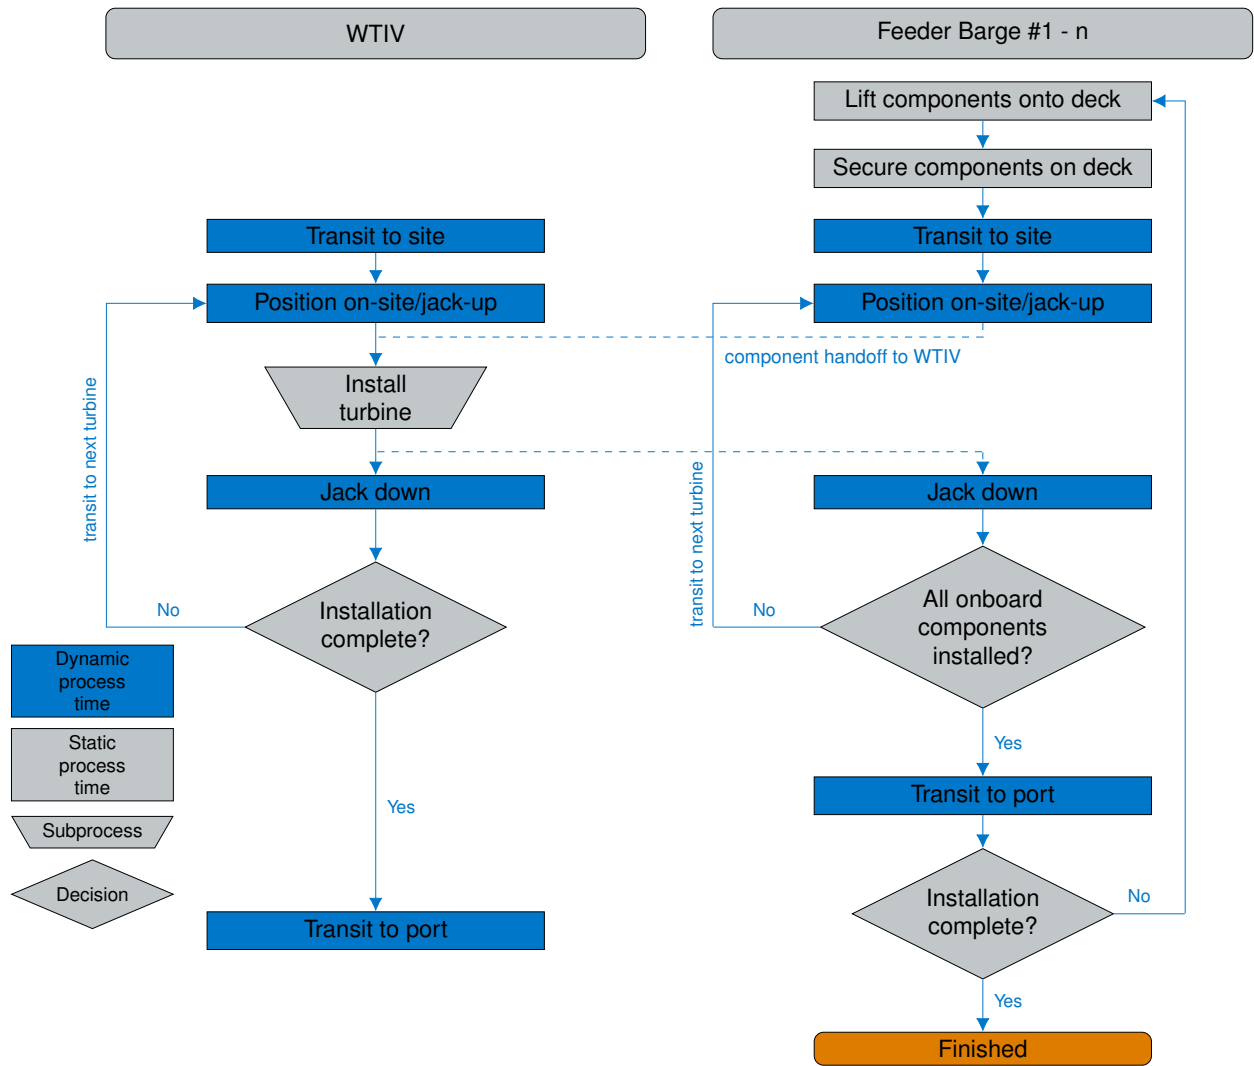 WTIV
Feeder Barge #1 - n
Lift components onto deck
Secure components on deck
Transit to site
Transit to site
Position on-site/jack-up
Position on-site/jack-up
component handoff to WTIV
Install
turbine
transit to next turbine
transit to next turbine
Jack down
Jack down
Installation
complete?
No
All onboard
components
installed?
No
Dynamic
process
time
Static
process
time
Subprocess
Decision
Yes
Yes
Transit to port
Transit to port
Installation
complete?
No
Yes
Finished